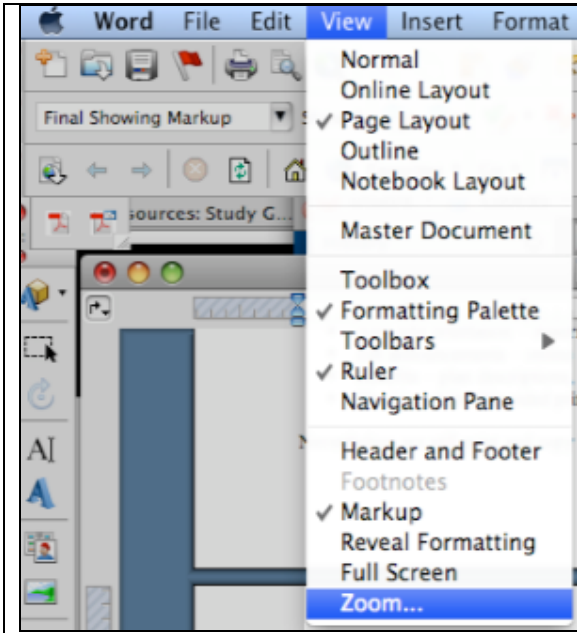 Word File Edit View Insert Format
Normal
Online Layout
Final Showing Markup
✓ Page Layout
Outline
Notebook Layout
sources: Study G...
Master Document
Toolbox
✓ Formatting Palette
Toolbars
✓ Ruler
Navigation Pane
AI
Header and Footer
A
Footnotes
✓ Markup
Reveal Formatting
Full Screen
Zoom...